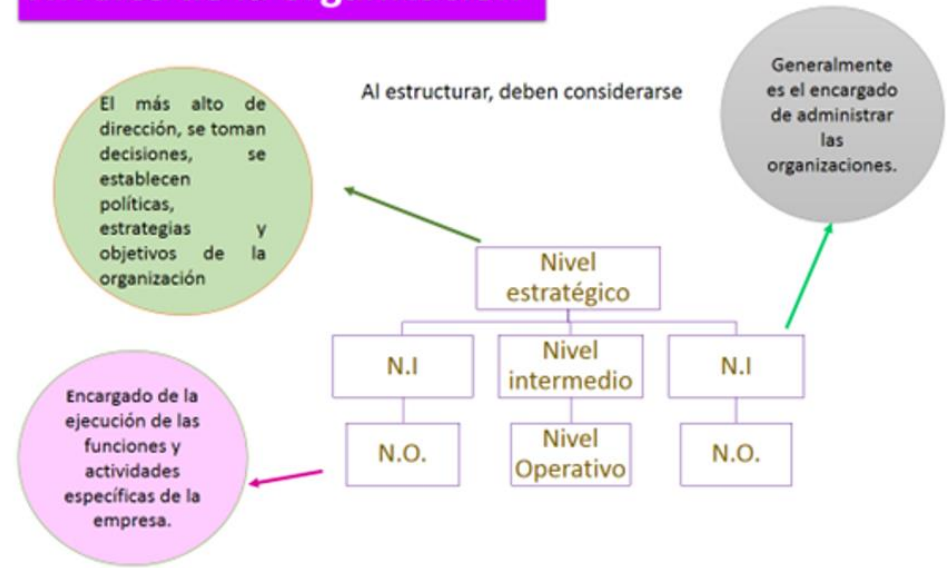 Al estructurar, deben considerarse
El más alto de
dirección, se toman
decisiones, se
establecen
políticas,
estrategias y
objetivos de la
organización
Generalmente
es el encargado
de administrar
las
organizaciones.
Nivel
estratégico
N.I
Nivel
intermedio
N.I
N.O.
Nivel
Operativo
N.O.
Encargado de la
ejecución de las
funciones y
actividades
específicas de la
empresa.